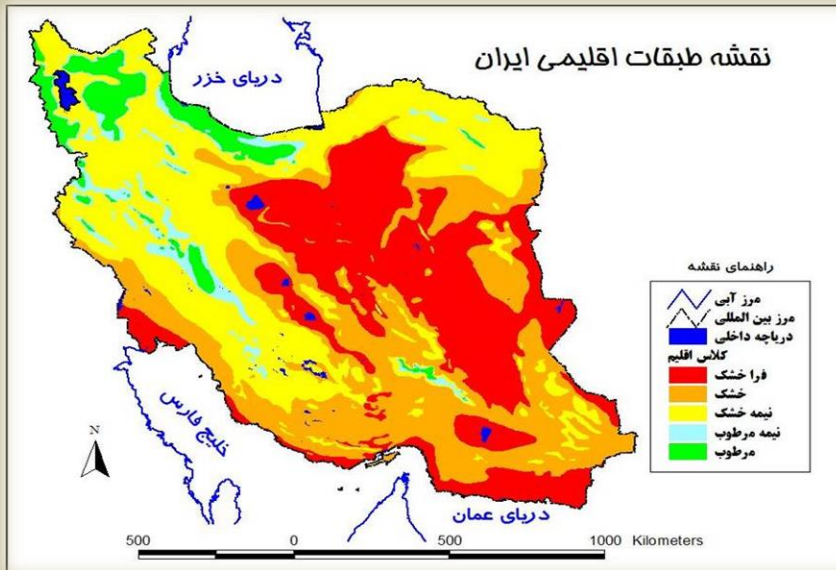 نقشه طبقات اقلیمی ایران
دریای خزر
راهنمای نقشه
مرز آبی
مرز بین المللی
دریاچه داخلی
کلاس اقلیم
فرا خشک
خشک
نیمه خشک
نیمه مرطوب
مرطوب
خلیج فارس
N
دریای عمان
500 0 500 1000 Kilometers